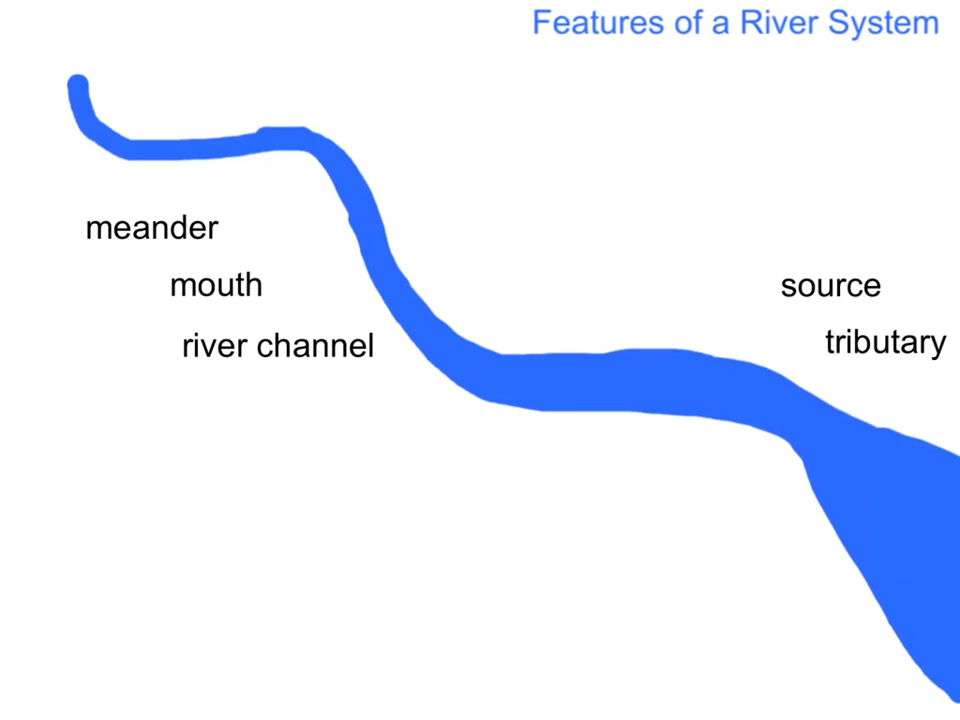 Features of a River System
meander
mouth
river channel
source
tributary